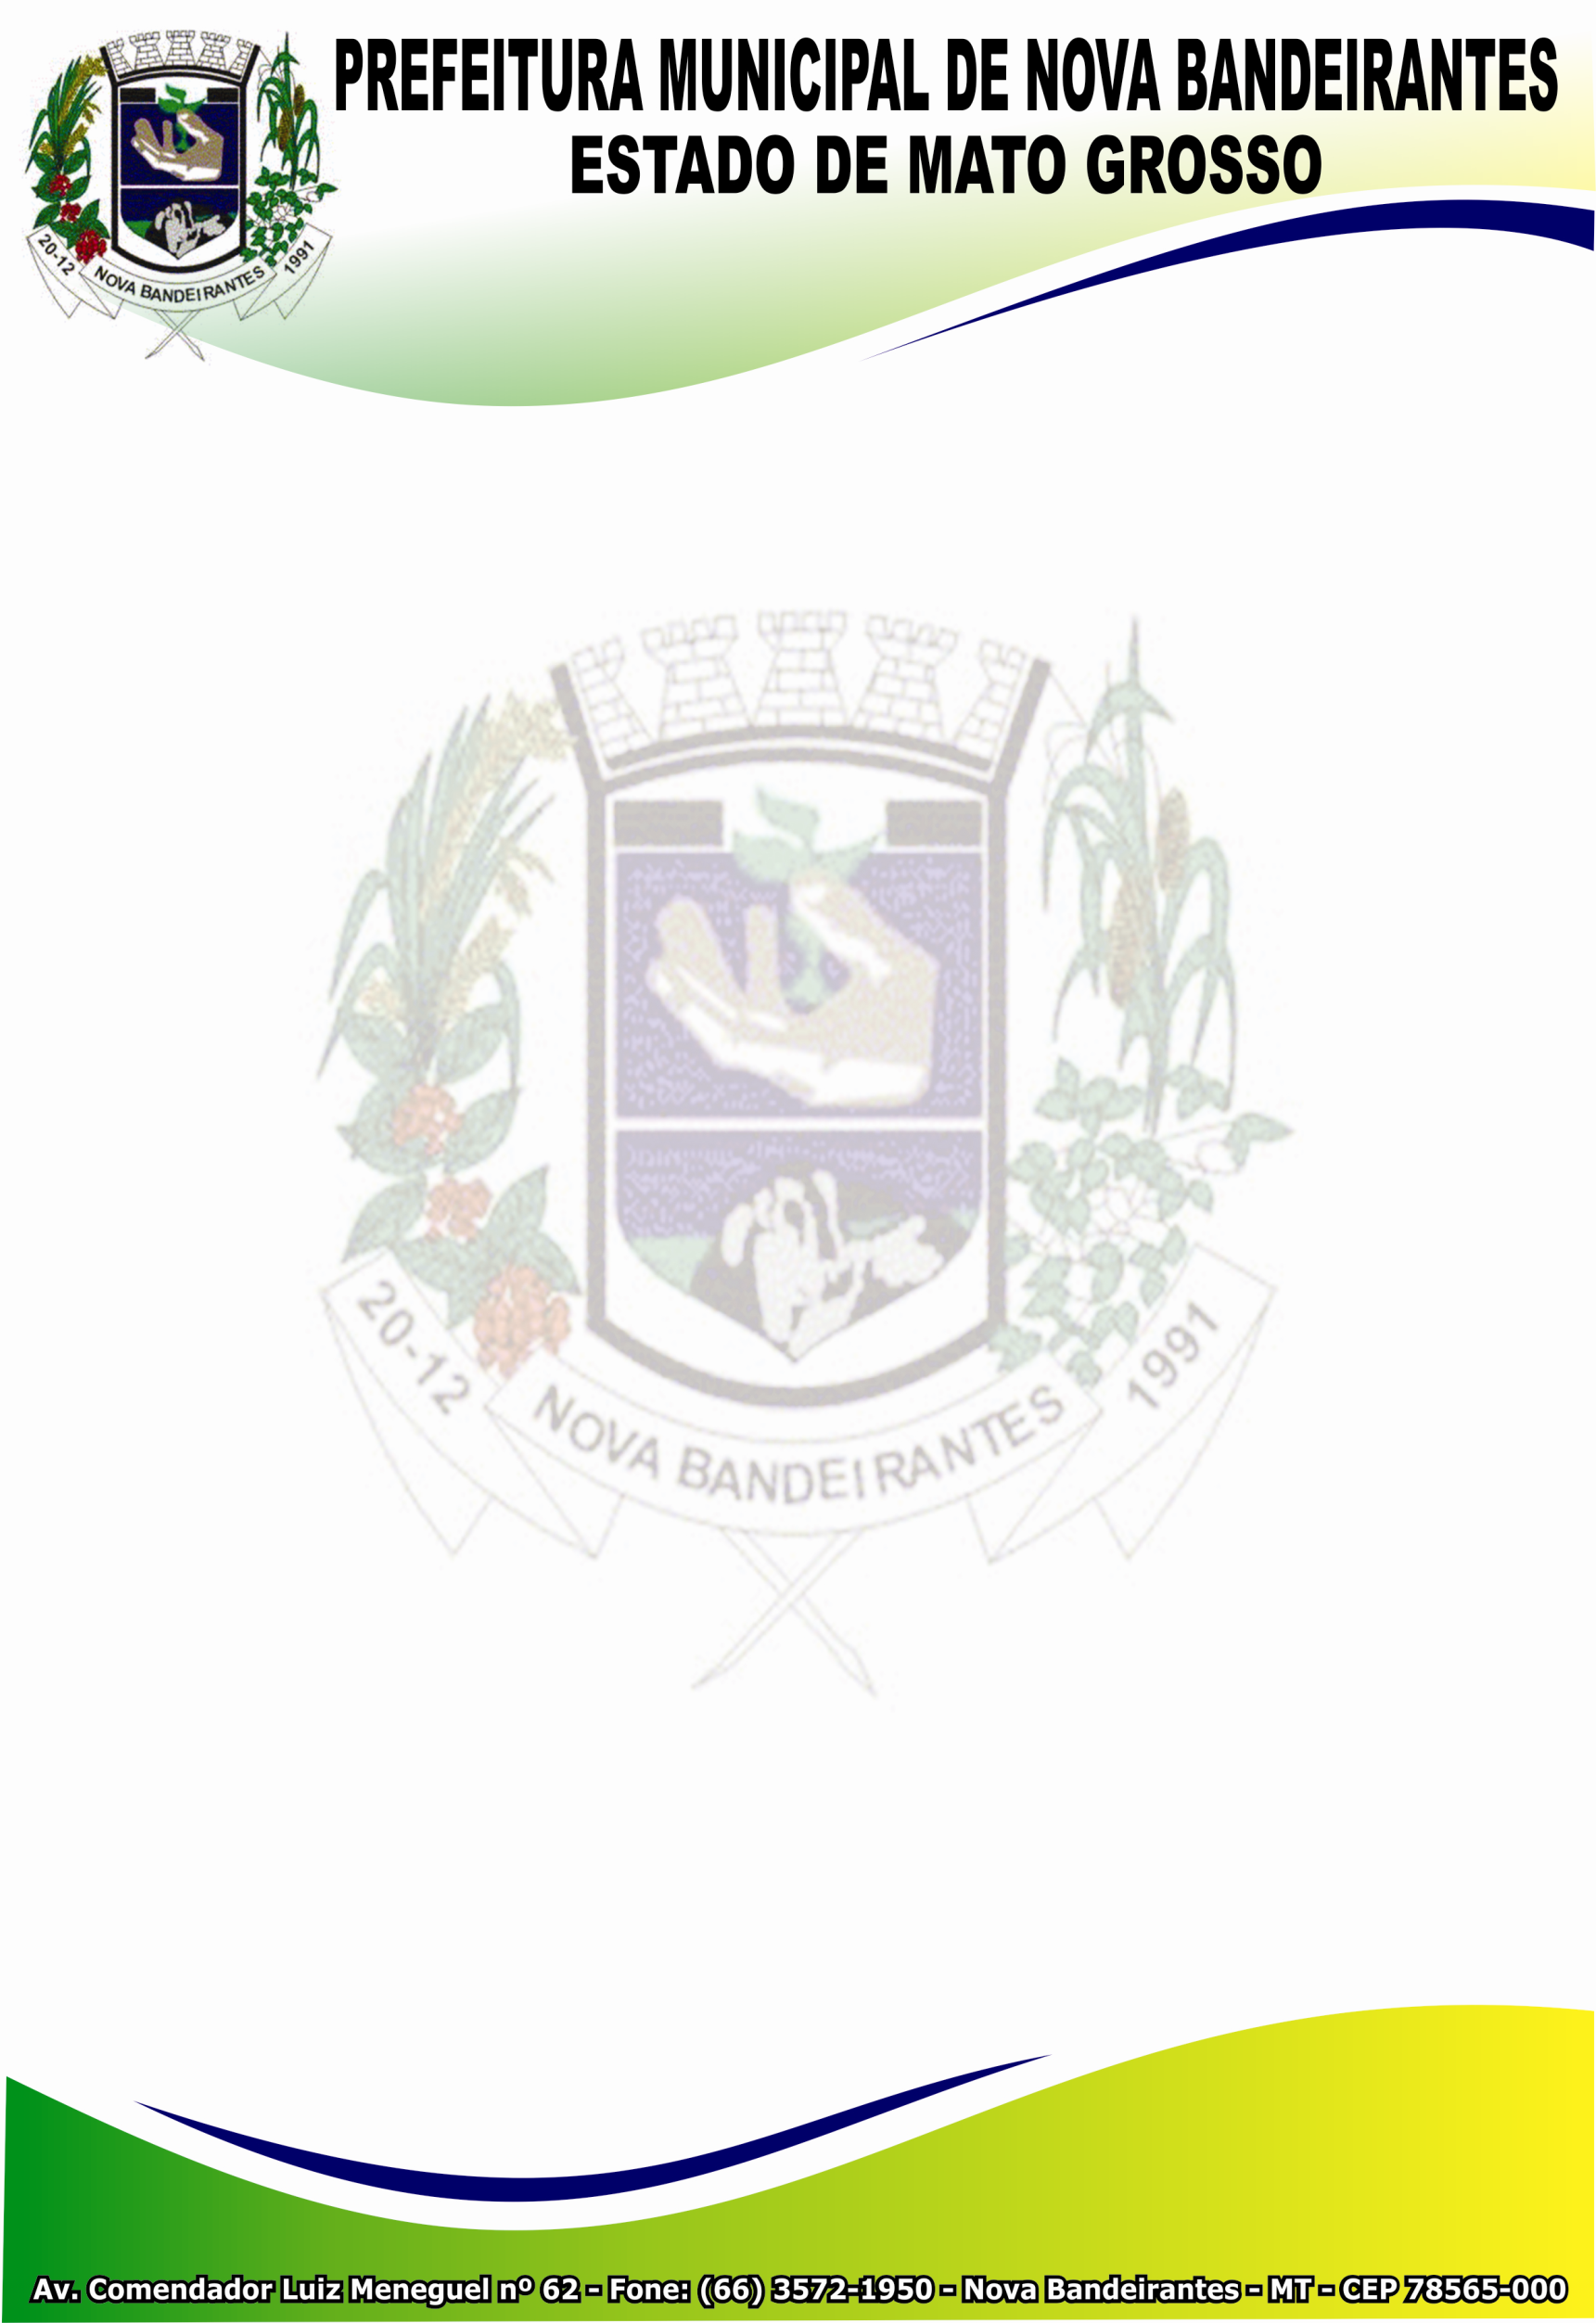 PREFEITURA MUNICIPAL DE NOVA BANDEIRANTES
ESTADO DE MATO GROSSO
20-12 NOVA BANDEIRANTES 1991
20-12 NOVA BANDEIRANTES 1991
Av. Comendador Luiz Meneguel nº 62 - Fone: (66) 3572-1950 - Nova Bandeirantes - MT - CEP 78565-000